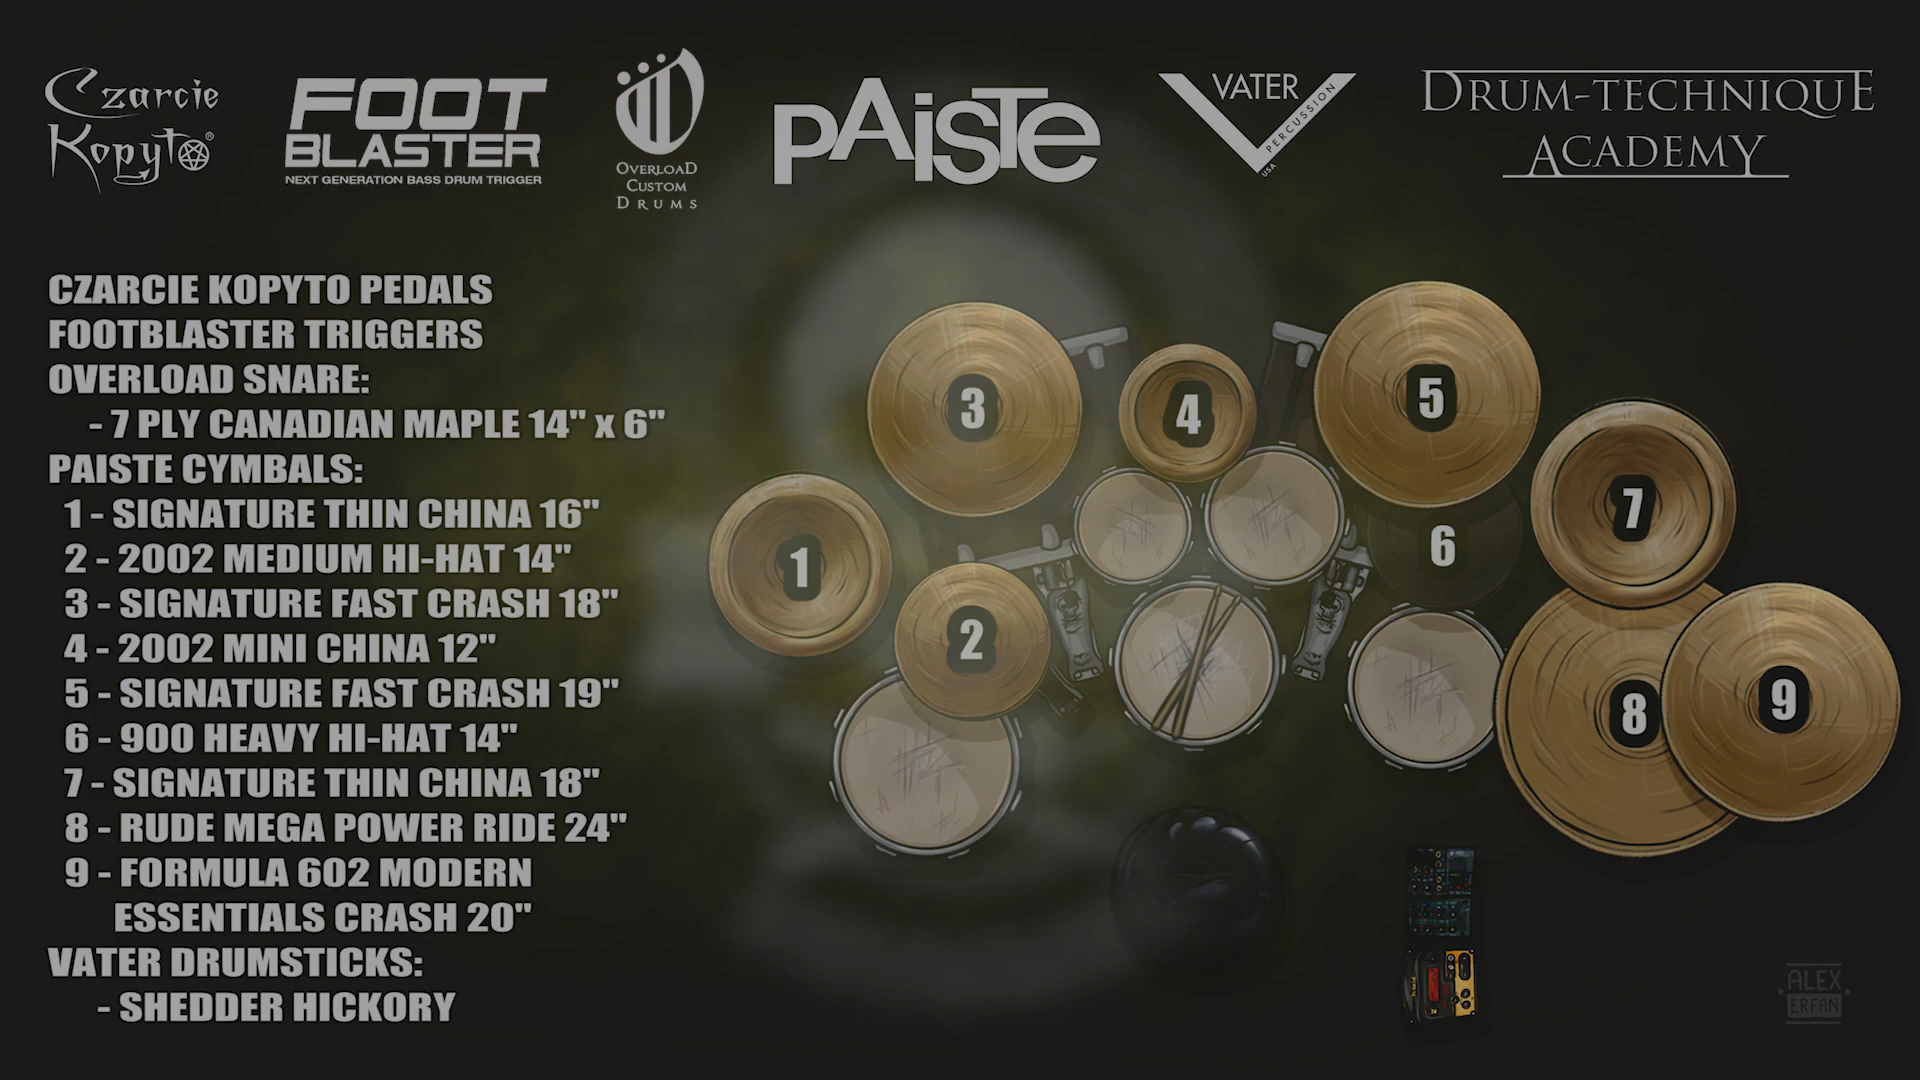 Czarcie
Kopyto®
FOOT
BLASTER
NEXT GENERATION BASS DRUM TRIGGER
OVERLOAD
CUSTOM
DRUMS
PAiSTe
VATER
PERCUSSION
USA
DRUM-TECHNIQUE
ACADEMY
CZARCIE KOPYTO PEDALS
FOOTBLASTER TRIGGERS
OVERLOAD SNARE:
- 7 PLY CANADIAN MAPLE 14" x 6"
PAISTE CYMBALS:
1 - SIGNATURE THIN CHINA 16"
2 - 2002 MEDIUM HI-HAT 14"
3 - SIGNATURE FAST CRASH 18"
4 - 2002 MINI CHINA 12"
5 - SIGNATURE FAST CRASH 19"
6 - 900 HEAVY HI-HAT 14"
7 - SIGNATURE THIN CHINA 18"
8 - RUDE MEGA POWER RIDE 24"
9 - FORMULA 602 MODERN
ESSENTIALS CRASH 20"
VATER DRUMSTICKS:
- SHEDDER HICKORY
3
4
5
1
2
6
7
8
9
ALEX
ERFAN